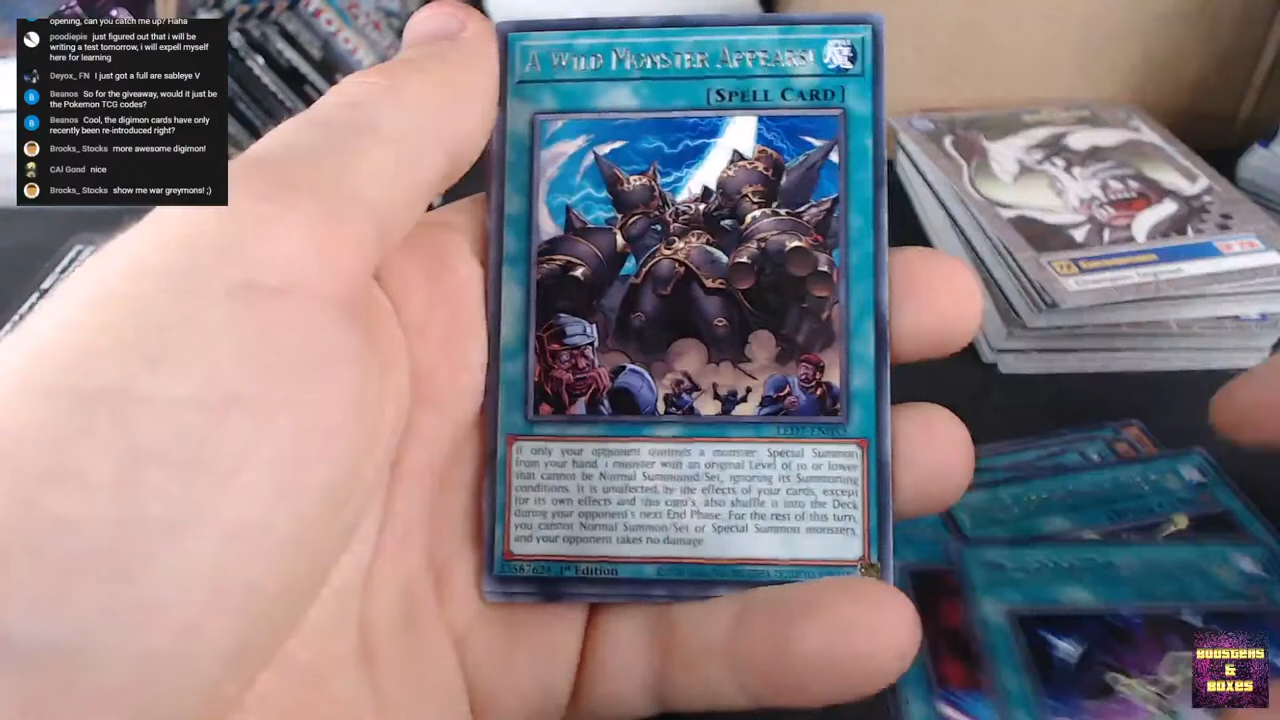 opening, can you catch me up? Haha
poodiepie just figured out that i will be
writing a test tomorrow, i will expell myself
here for learning
Deyox_ FN I just got a full are sableye V
B Beanos So for the giveaway, would it just be
the Pokemon TCG codes?
B Beanos Cool, the digimon cards have only
recently been re-introduced right?
Brocks_ Stocks more awesome digimon!
CAl Gond nice
Brocks_ Stocks show me war greymons! ;)
A Wild Monster Appears!
[Spell Card]
If only your opponent controls a monster: Special Summon
from your hand, 1 monster with an original Level of 10 or lower
that cannot be Normal Summoned/Set, ignoring its Summoning
conditions. It is unaffected by the effects of your cards, except
for its own effects and this card's, also shuffle it into the Deck
during your opponent's next End Phase. For the rest of this turn,
you cannot Normal Summon/Set or Special Summon monsters,
and your opponent takes no damage.
1st Edition
BOOSTERS
&
BOXES